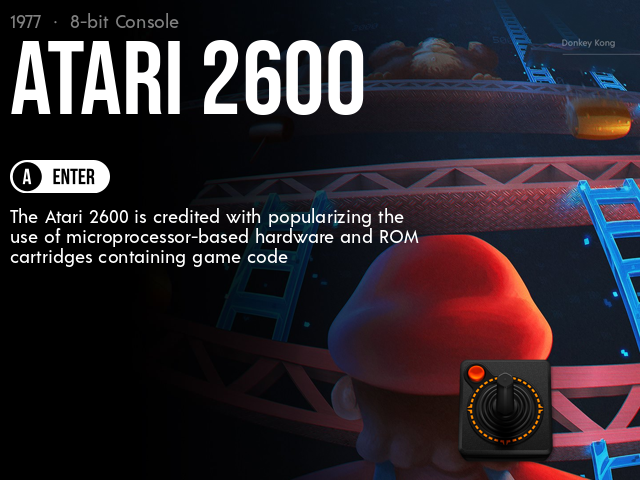 1977 · 8-bit Console
Donkey Kong
ATARI 2600
A ENTER
The Atari 2600 is credited with popularizing the
use of microprocessor-based hardware and ROM
cartridges containing game code